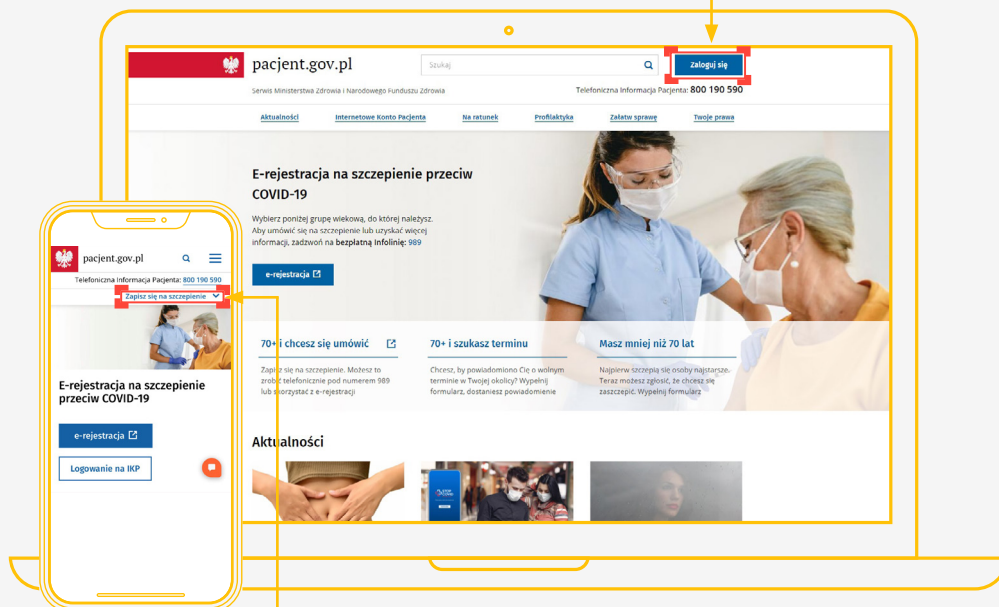 pacjent.gov.pl
Szukaj
Zaloguj się
Serwis Ministerstwa Zdrowia i Narodowego Funduszu Zdrowia
Telefoniczna Informacja Pacjenta: 800 190 590
Aktualności
Internetowe Konto Pacjenta
Na ratunek
Profilaktyka
Załatw sprawę
Twoje prawa
E-rejestracja na szczepienie przeciw
COVID-19
Wybierz poniżej grupę wiekową, do której należysz.
Aby umówić się na szczepienie lub uzyskać więcej
informacji, zadzwoń na bezpłatną Infolinię: 989
e-rejestracja
70+ i chcesz się umówić
Zapisz się na szczepienie. Możesz to
zrobić telefonicznie pod numerem 989
lub skorzystać z e-rejestracji
70+ i szukasz terminu
Chcesz, by powiadomiono Cię o wolnym
terminie w Twojej okolicy? Wypełnij
formularz, dostaniesz powiadomienie
Masz mniej niż 70 lat
Najpierw szczepią się osoby najstarsze.
Teraz możesz zgłosić, że chcesz się
zaszczepić. Wypełnij formularz
Aktualności
pacjent.gov.pl
Telefoniczna Informacja Pacjenta: 800 190 590
Zapisz się na szczepienie
E-rejestracja na szczepienie
przeciw COVID-19
e-rejestracja
Logowanie na IKP